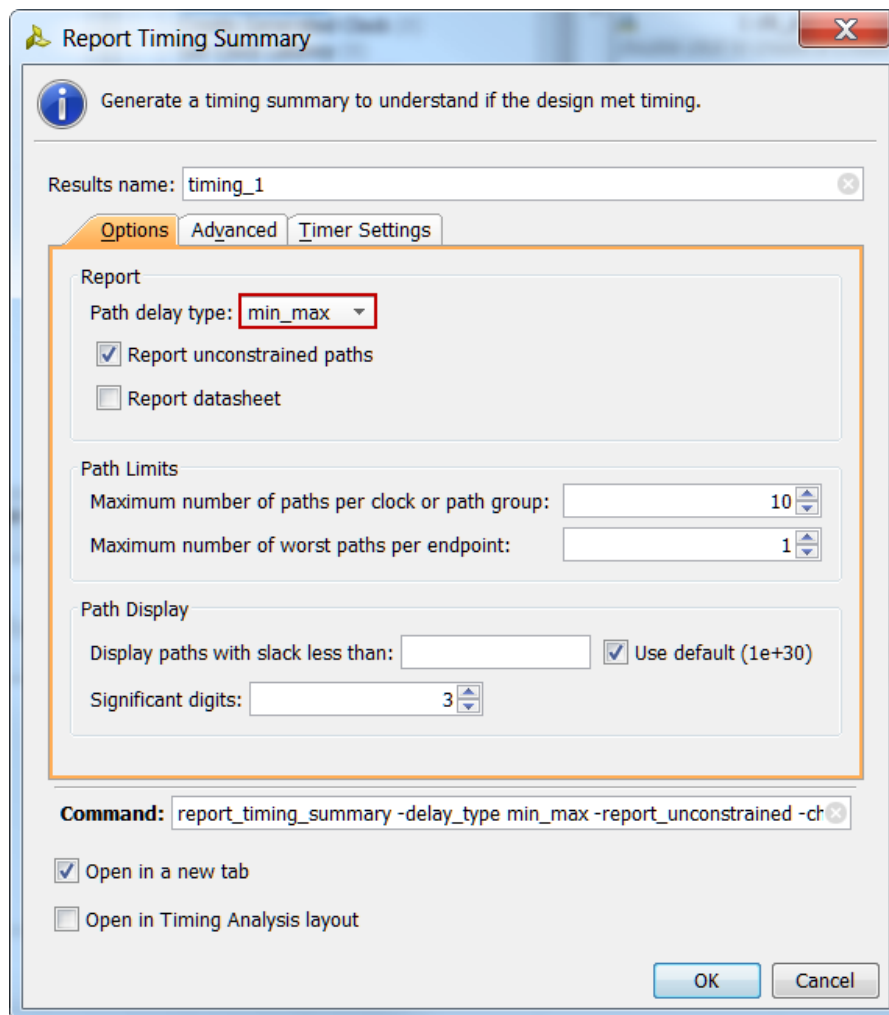 Report Timing Summary
Generate a timing summary to understand if the design met timing.
Results name: timing_1
Options Advanced Timer Settings
Report
Path delay type: min_max
Report unconstrained paths
Report datasheet
Path Limits
Maximum number of paths per clock or path group: 10
Maximum number of worst paths per endpoint: 1
Path Display
Display paths with slack less than: Use default (1e+30)
Significant digits: 3
Command: report_timing_summary -delay_type min_max -report_unconstrained -ch
Open in a new tab
Open in Timing Analysis layout
OK Cancel